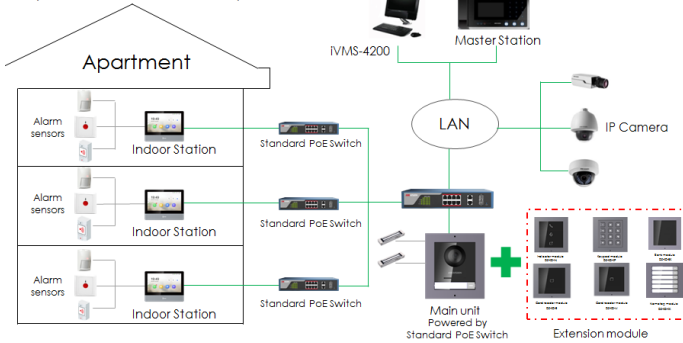 iVMS-4200
Master Station
Apartment
LAN
IP Camera
Alarm
sensors
Indoor Station
Standard PoE Switch
Alarm
sensors
Indoor Station
Standard PoE Switch
Alarm
sensors
Indoor Station
Standard PoE Switch
Main unit
Powered by
Standard PoE Switch
Extension module